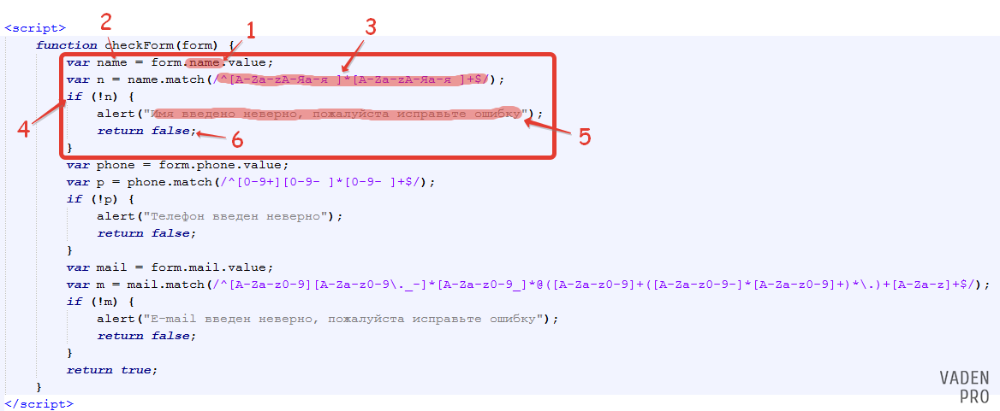 <script>
2
1
3
function checkForm(form) {
var name = form.name.value;
var n = name.match(/^[A-Za-zA-Яa-я ]*[A-Za-zA-Яa-я ]+$/);
4
if (!n) {
alert("Имя введено неверно, пожалуйста исправьте ошибку");
5
return false;
6
}
var phone = form.phone.value;
var p = phone.match(/^[0-9+][0-9- ]*[0-9- ]+$/);
if (!p) {
alert("Телефон введен неверно");
return false;
}
var mail = form.mail.value;
var m = mail.match(/^[A-Za-z0-9][A-Za-z0-9\._-]*[A-Za-z0-9_]*@([A-Za-z0-9]+([A-Za-z0-9-]*[A-Za-z0-9]+)*\.)+[A-Za-z]+$/);
if (!m) {
alert("E-mail введен неверно, пожалуйста исправьте ошибку");
return false;
}
return true;
}
</script>
VADEN
PRO